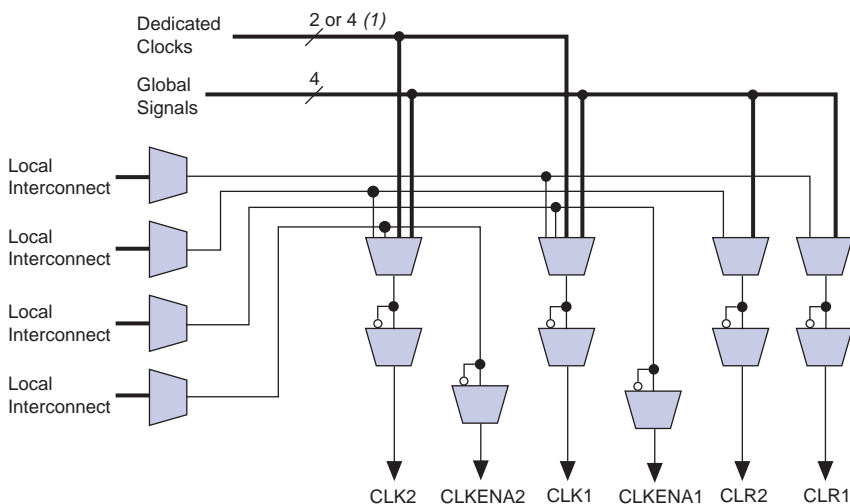 Dedicated
Clocks
2 or 4 (1)
Global
Signals
4
Local
Interconnect
Local
Interconnect
Local
Interconnect
Local
Interconnect
CLK2
CLKENA2
CLK1
CLKENA1
CLR2
CLR1